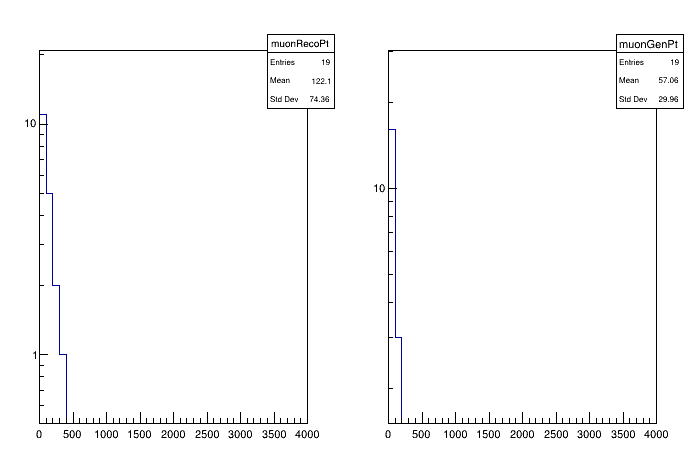 muonRecoPt
Entries 19
Mean 122.1
Std Dev 74.36
10
1
0 500 1000 1500 2000 2500 3000 3500 4000
muonGenPt
Entries 19
Mean 57.06
Std Dev 29.96
10
0 500 1000 1500 2000 2500 3000 3500 4000